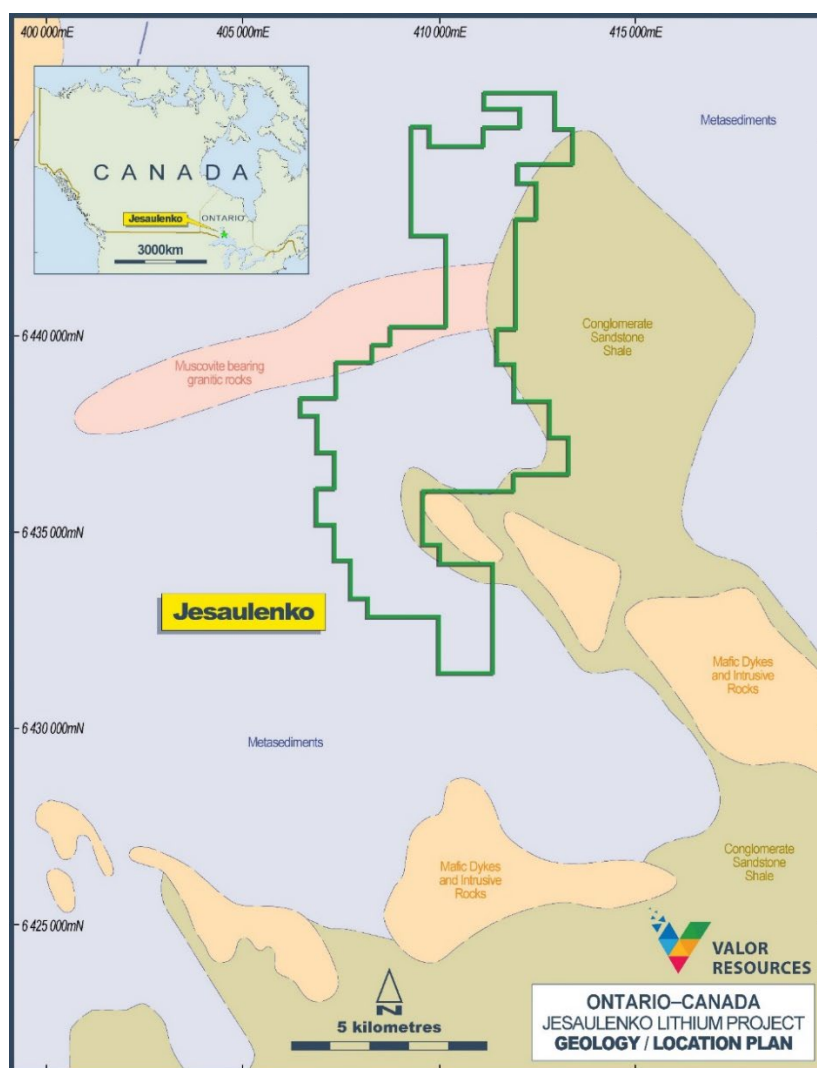 400 000mE
405 000mE
410 000mE
415 000mE
CANADA
ONTARIO
Jesaulenko
3000km
Metasediments
6 440 000mN
Conglomerate
Sandstone
Shale
Muscovite bearing
granitic rocks
6 435 000mN
Jesaulenko
Mafic Dykes
and Intrusive
Rocks
6 430 000mN
Metasediments
Conglomerate
Sandstone
Shale
Mafic Dykes
and Intrusive
Rocks
6 425 000mN
VALOR
RESOURCES
N
5 kilometres
ONTARIO–CANADA
JESAULENKO LITHIUM PROJECT
GEOLOGY / LOCATION PLAN